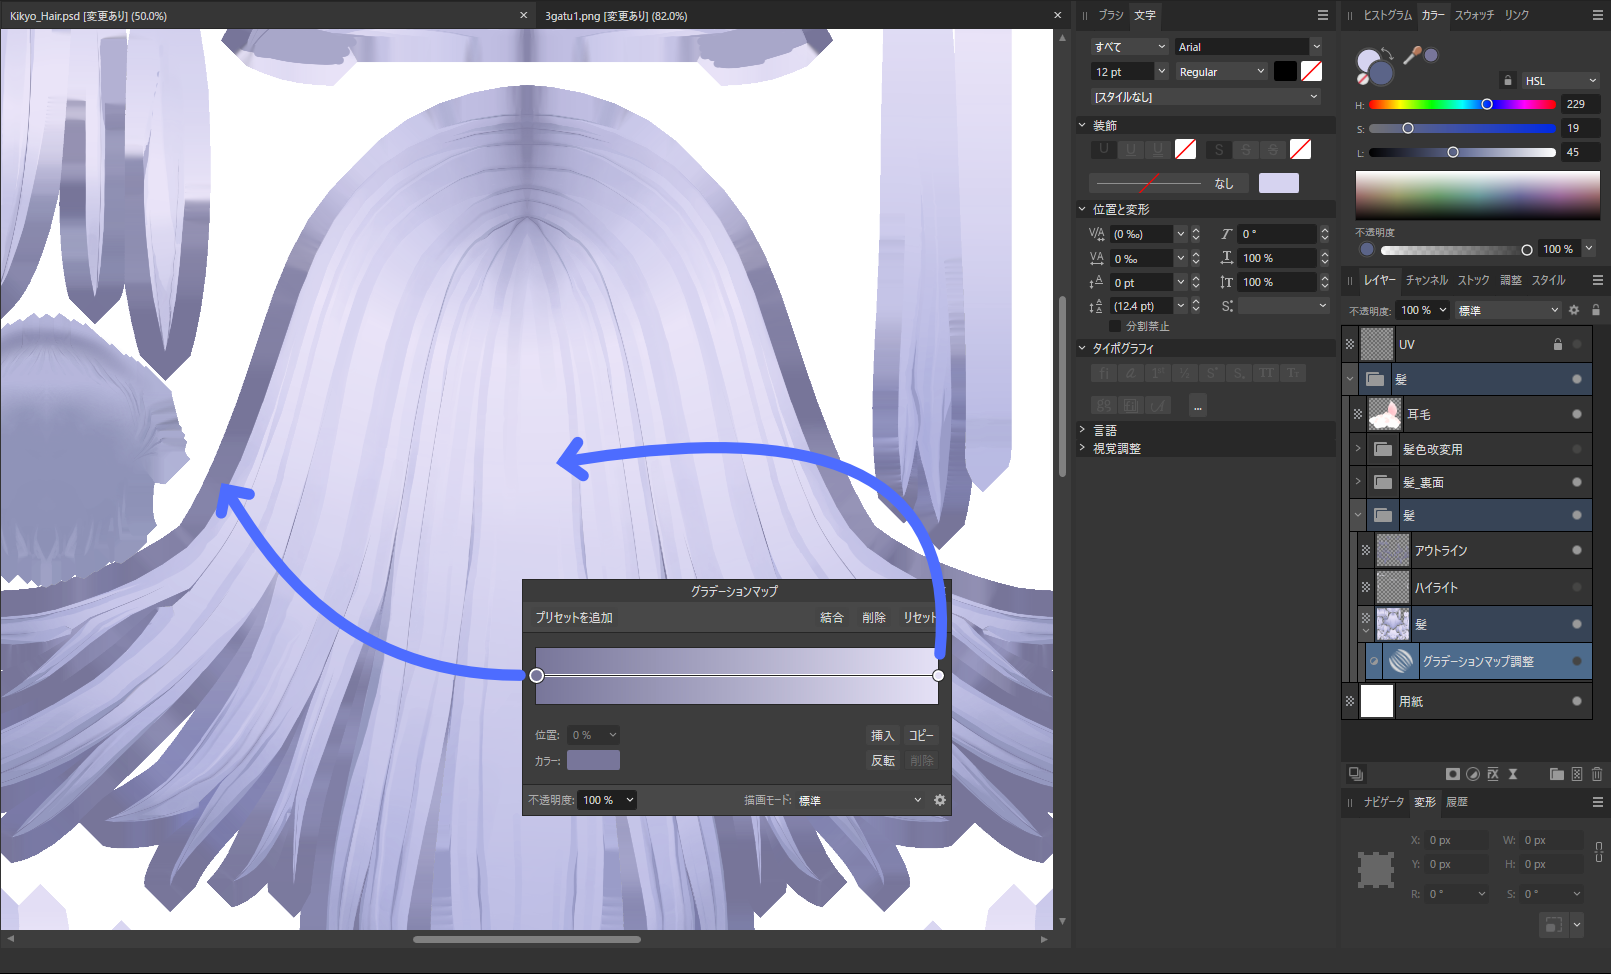 Kikyo_Hair.psd [変更あり] (50.0%)
3gatu1.png [変更あり] (82.0%)
グラデーションマップ
プリセットを追加
結合
削除
リセット
位置:
0 %
挿入
コピー
カラー:
反転
削除
不透明度:
100 %
描画モード:
標準
ブラシ
文字
すべて
Arial
12 pt
Regular
[スタイルなし]
装飾
U U U S S S
なし
位置と変形
(0 ‰)
0 °
0 ‰
100 %
0 pt
100 %
(12.4 pt)
分割禁止
タイポグラフィ
...
言語
視覚調整
ヒストグラム
カラー
スウォッチ
リンク
HSL
H:
229
S:
19
L:
45
不透明度
100 %
レイヤー
チャンネル
ストック
調整
スタイル
不透明度:
100 %
標準
UV
髪
耳毛
髪色改変用
髪_裏面
髪
アウトライン
ハイライト
髪
グラデーションマップ調整
用紙
ナビゲータ
変形
履歴
X:
0 px
W:
0 px
Y:
0 px
H:
0 px
R:
0 °
S:
0 °